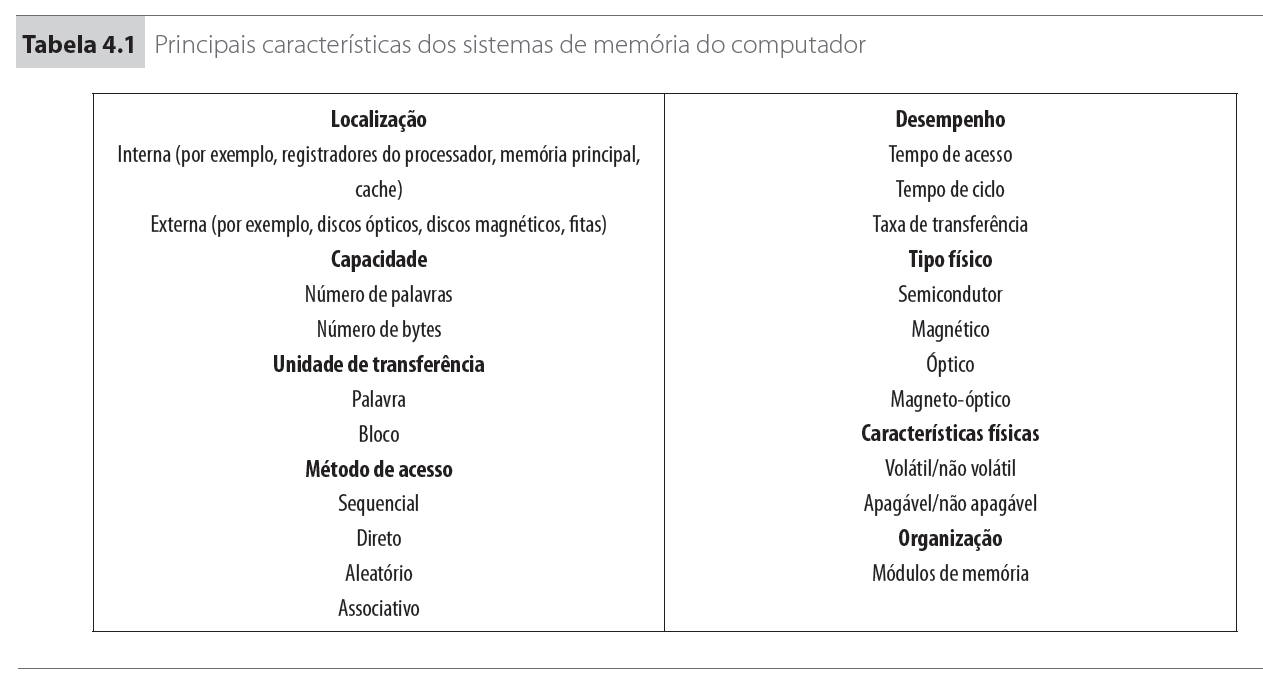 Tabela 4.1 Principais características dos sistemas de memória do computador
Localização
Interna (por exemplo, registradores do processador, memória principal,
cache)
Externa (por exemplo, discos ópticos, discos magnéticos, fitas)
Capacidade
Número de palavras
Número de bytes
Unidade de transferência
Palavra
Bloco
Método de acesso
Sequencial
Direto
Aleatório
Associativo
Desempenho
Tempo de acesso
Tempo de ciclo
Taxa de transferência
Tipo físico
Semicondutor
Magnético
Óptico
Magneto-óptico
Características físicas
Volátil/não volátil
Apagável/não apagável
Organização
Módulos de memória